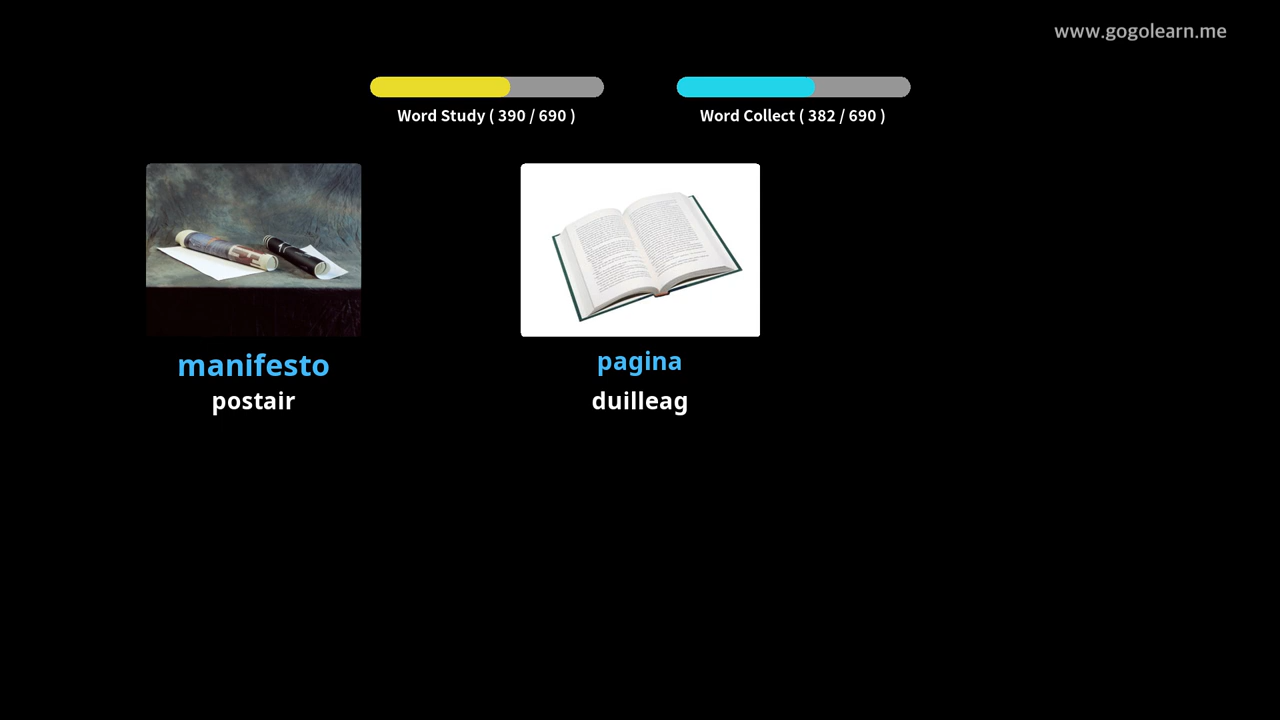 www.gogolearn.me
Word Study ( 390 / 690 )
Word Collect ( 382 / 690 )
manifesto
postair
pagina
duilleag